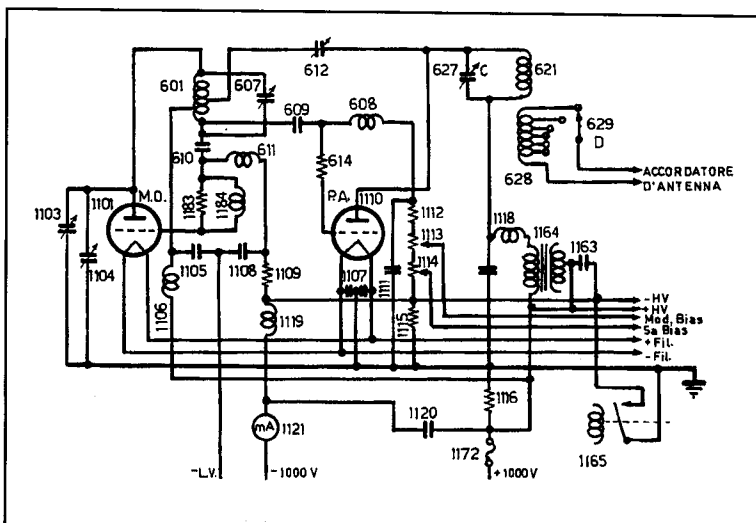 612
627
C
621
601
607
609
608
629
D
610
611
614
628
ACCORDATORE
D'ANTENNA
1103
1101
M.O.
1183
1184
P.A.
1110
1112
1113
1114
1118
1164
1163
1104
1105
1108
1109
1107
1111
1106
1119
1115
-HV
+HV
Mod. Bias
Sa Bias
+Fil.
-Fil.
1116
1120
mA
1121
1172
1165
-L.V.
-1000 V
+1000 V